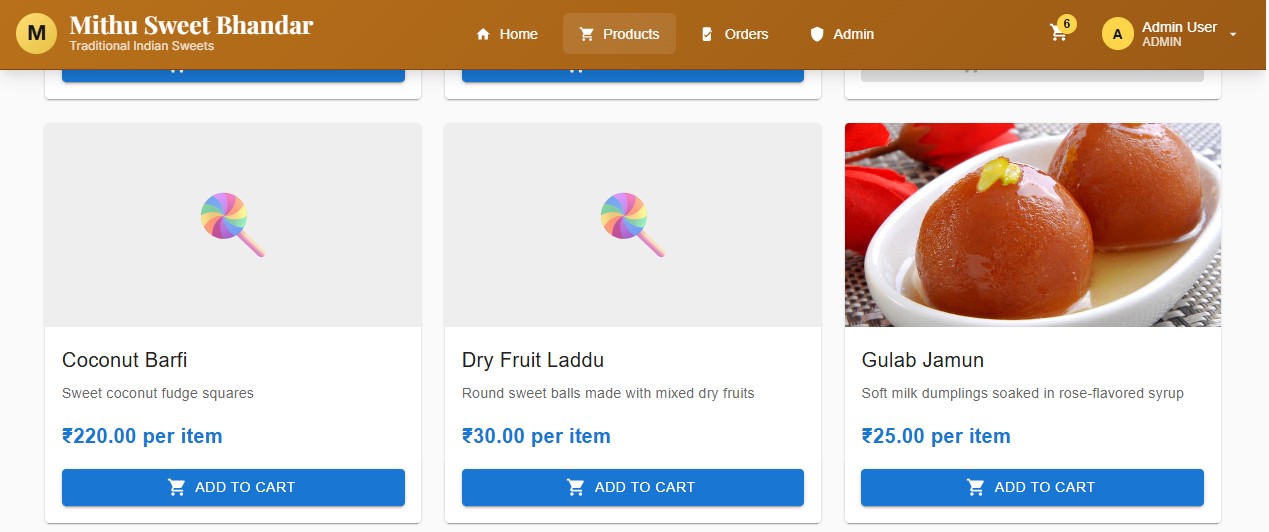 M
Mithu Sweet Bhandar
Traditional Indian Sweets
Home
Products
Orders
Admin
6
A
Admin User
ADMIN
Coconut Barfi
Sweet coconut fudge squares
₹220.00 per item
ADD TO CART
Dry Fruit Laddu
Round sweet balls made with mixed dry fruits
₹30.00 per item
ADD TO CART
Gulab Jamun
Soft milk dumplings soaked in rose-flavored syrup
₹25.00 per item
ADD TO CART